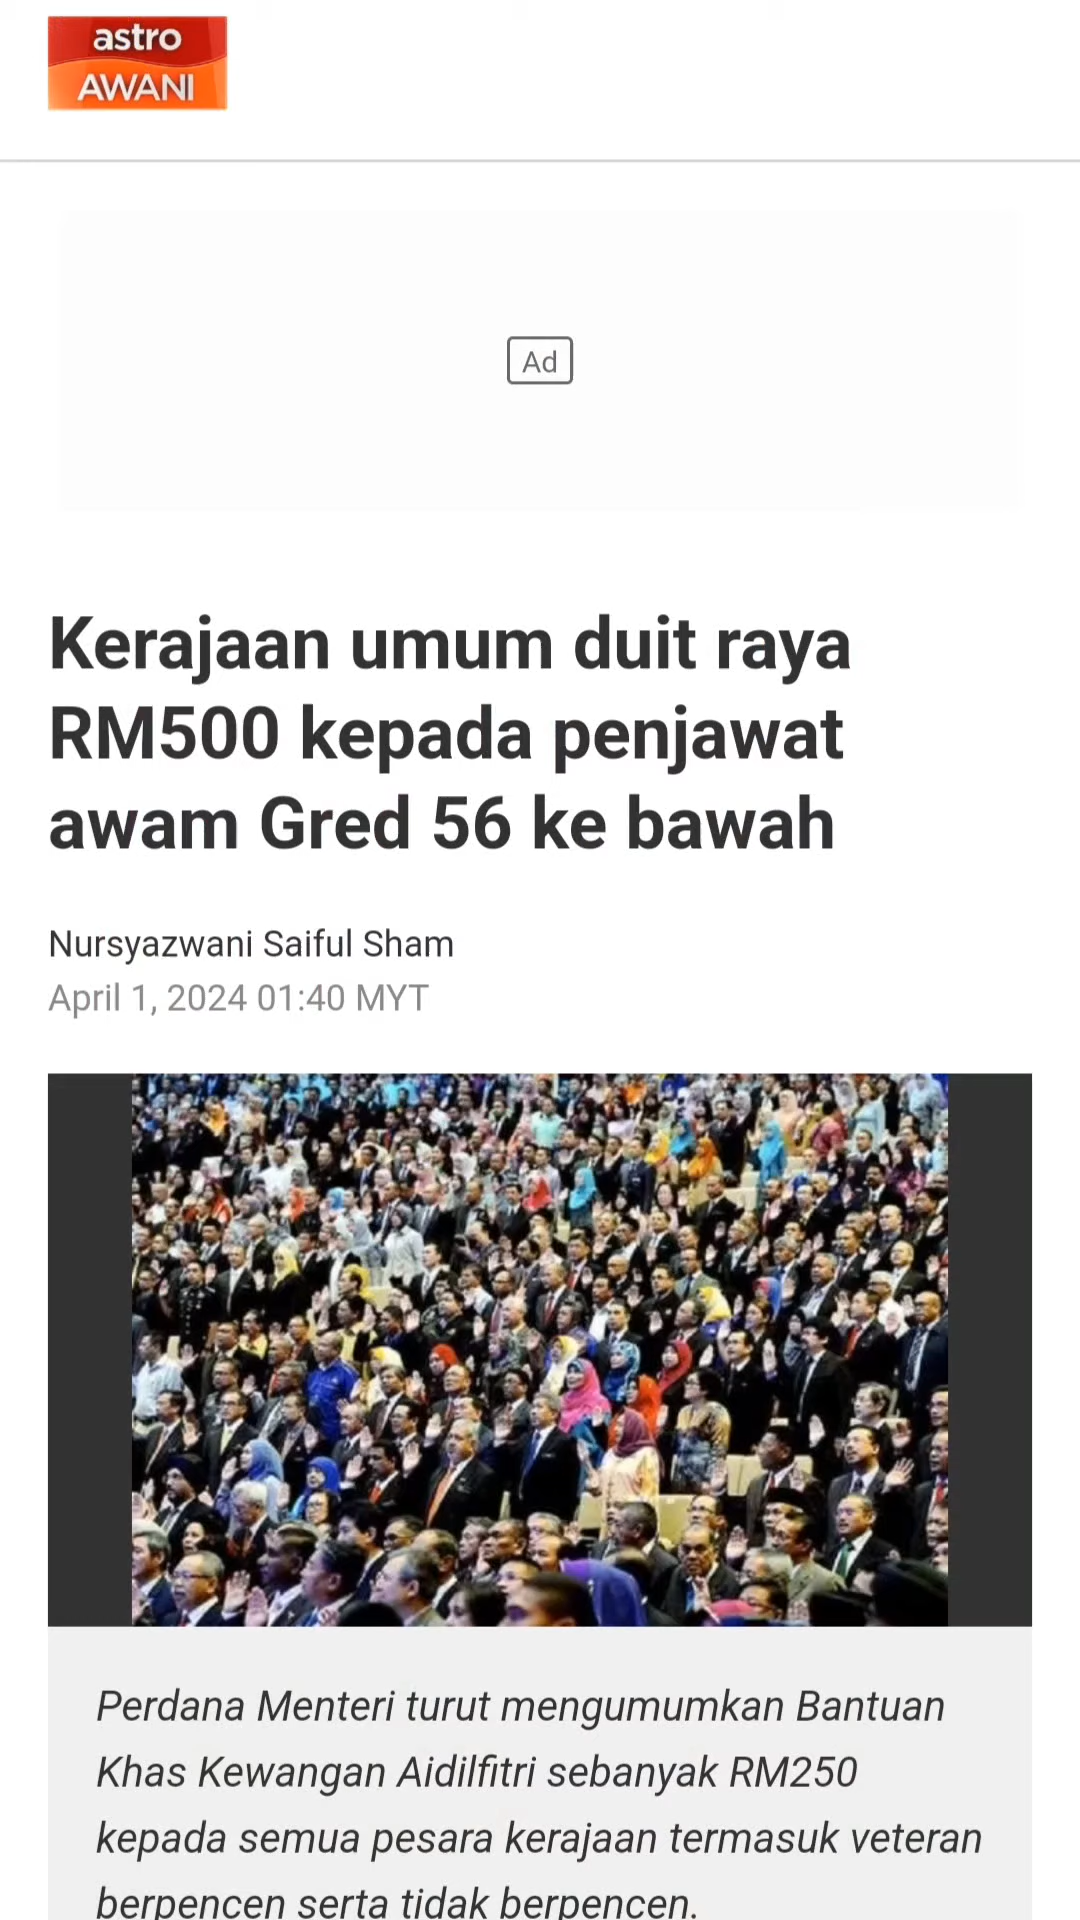 astro
AWANI
Ad
Kerajaan umum duit raya
RM500 kepada penjawat
awam Gred 56 ke bawah
Nursyazwani Saiful Sham
April 1, 2024 01:40 MYT
Perdana Menteri turut mengumumkan Bantuan
Khas Kewangan Aidilfitri sebanyak RM250
kepada semua pesara kerajaan termasuk veteran
berpencen serta tidak berpencen.